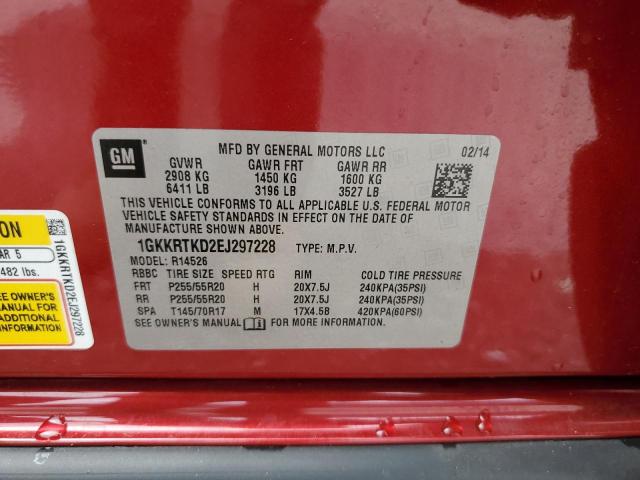 GM
MFD BY GENERAL MOTORS LLC 02/14
GVWR GAWR FRT GAWR RR
2908 KG 1450 KG 1600 KG
6411 LB 3196 LB 3527 LB
THIS VEHICLE CONFORMS TO ALL APPLICABLE U.S. FEDERAL MOTOR
VEHICLE SAFETY STANDARDS IN EFFECT ON THE DATE OF
MANUFACTURE SHOWN ABOVE.
1GKKRTKD2EJ297228 TYPE: M.P.V.
MODEL: R14526
RBBC TIRE SIZE SPEED RTG RIM COLD TIRE PRESSURE
FRT P255/55R20 H 20X7.5J 240KPA(35PSI)
RR P255/55R20 H 20X7.5J 240KPA(35PSI)
SPA T145/70R17 M 17X4.5B 420KPA(60PSI)
SEE OWNER'S MANUAL FOR MORE INFORMATION.
AR 5
482 lbs.
SEE OWNER'S
MANUAL FOR
ADDITIONAL
1GKKRTKD2EJ297228